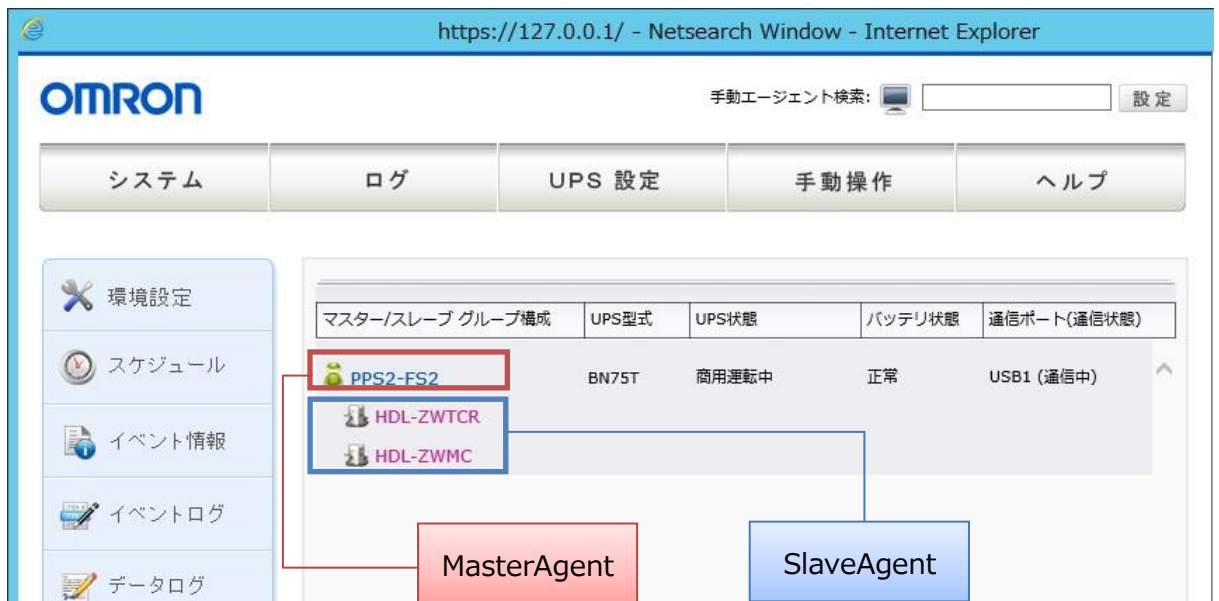 https://127.0.0.1/ - Netsearch Window - Internet Explorer
OMRON
手動エージェント検索:
設定
システム ログ UPS 設定 手動操作 ヘルプ
環境設定
スケジュール
イベント情報
イベントログ
データログ
マスター/スレーブ グループ構成 UPS型式 UPS状態 バッテリ状態 通信ポート(通信状態)
PPS2-FS2 BN75T 商用運転中 正常 USB1 (通信中)
HDL-ZWTCR
HDL-ZWMC
MasterAgent
SlaveAgent